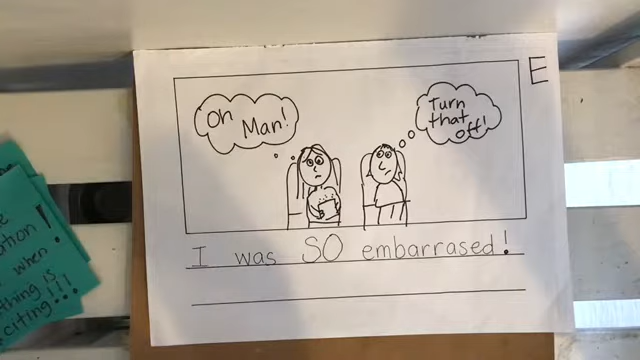 E
Oh
Man!
Turn
that
off!
I was SO embarrased!
ation!
when
thing is
citing!!!